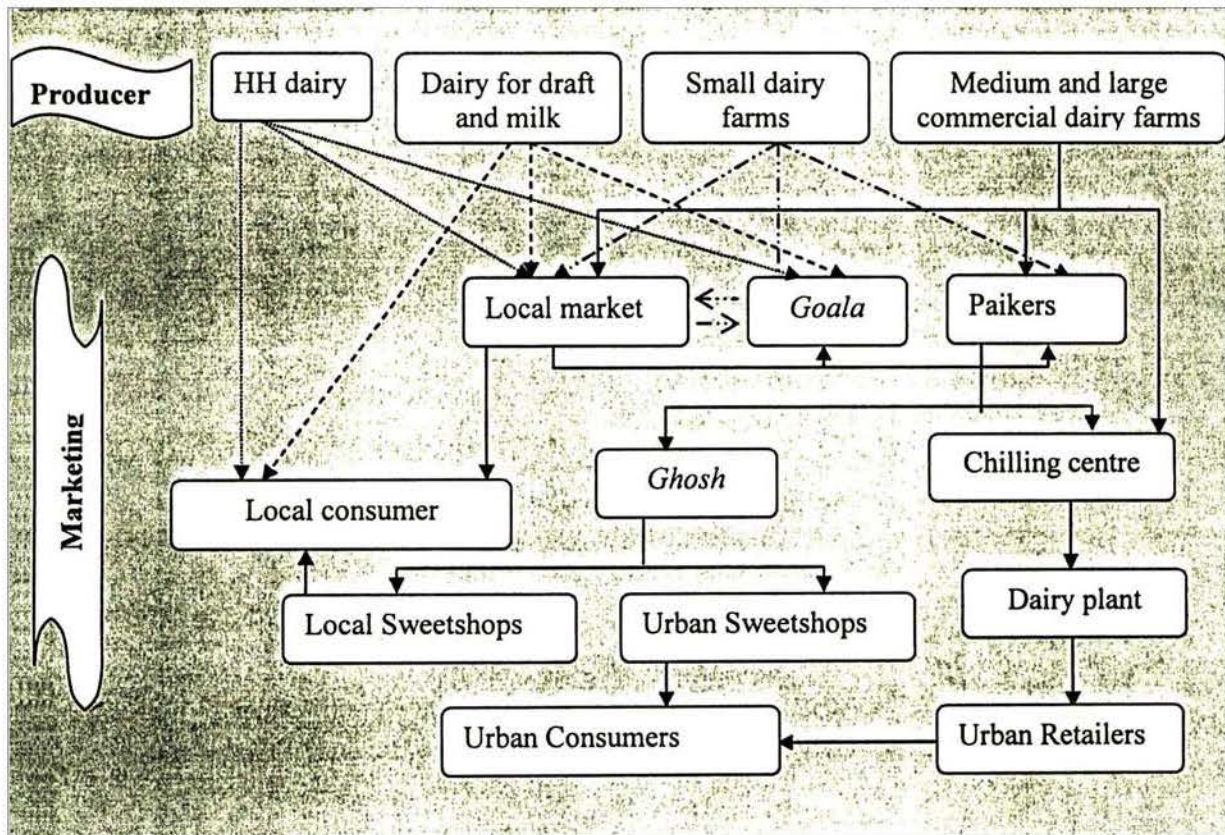 Producer
HH dairy
Dairy for draft
and milk
Small dairy
farms
Medium and large
commercial dairy farms
Local market
Goala
Paikers
Marketing
Ghosh
Chilling centre
Local consumer
Dairy plant
Local Sweetshops
Urban Sweetshops
Urban Consumers
Urban Retailers